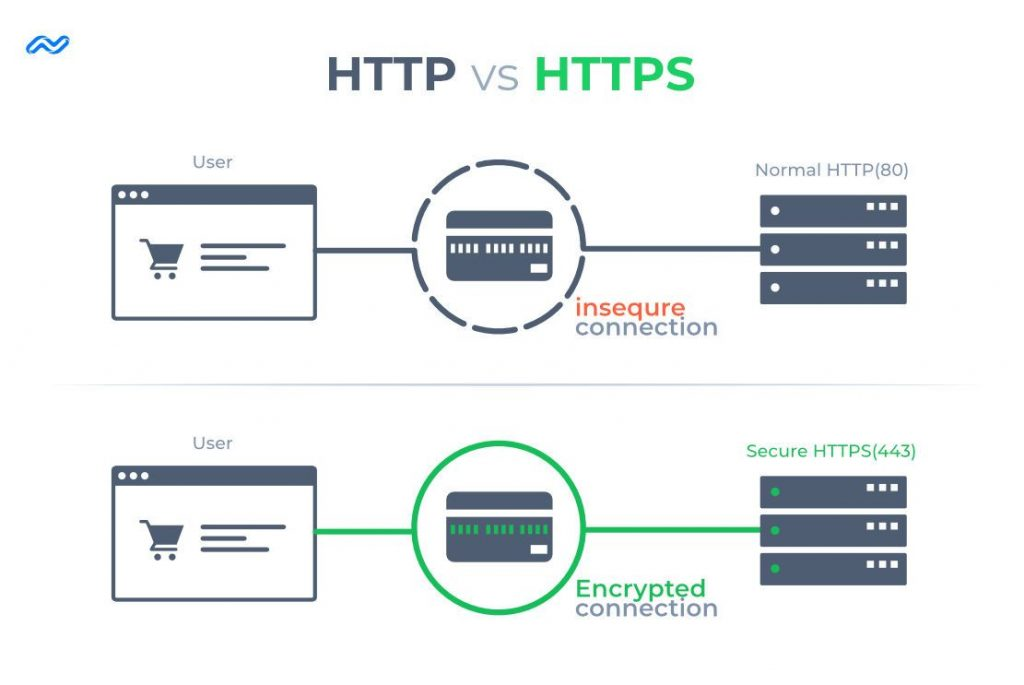 HTTP vs HTTPS
User
Normal HTTP(80)
insequre
connection
User
Secure HTTPS(443)
Encrypted
connection